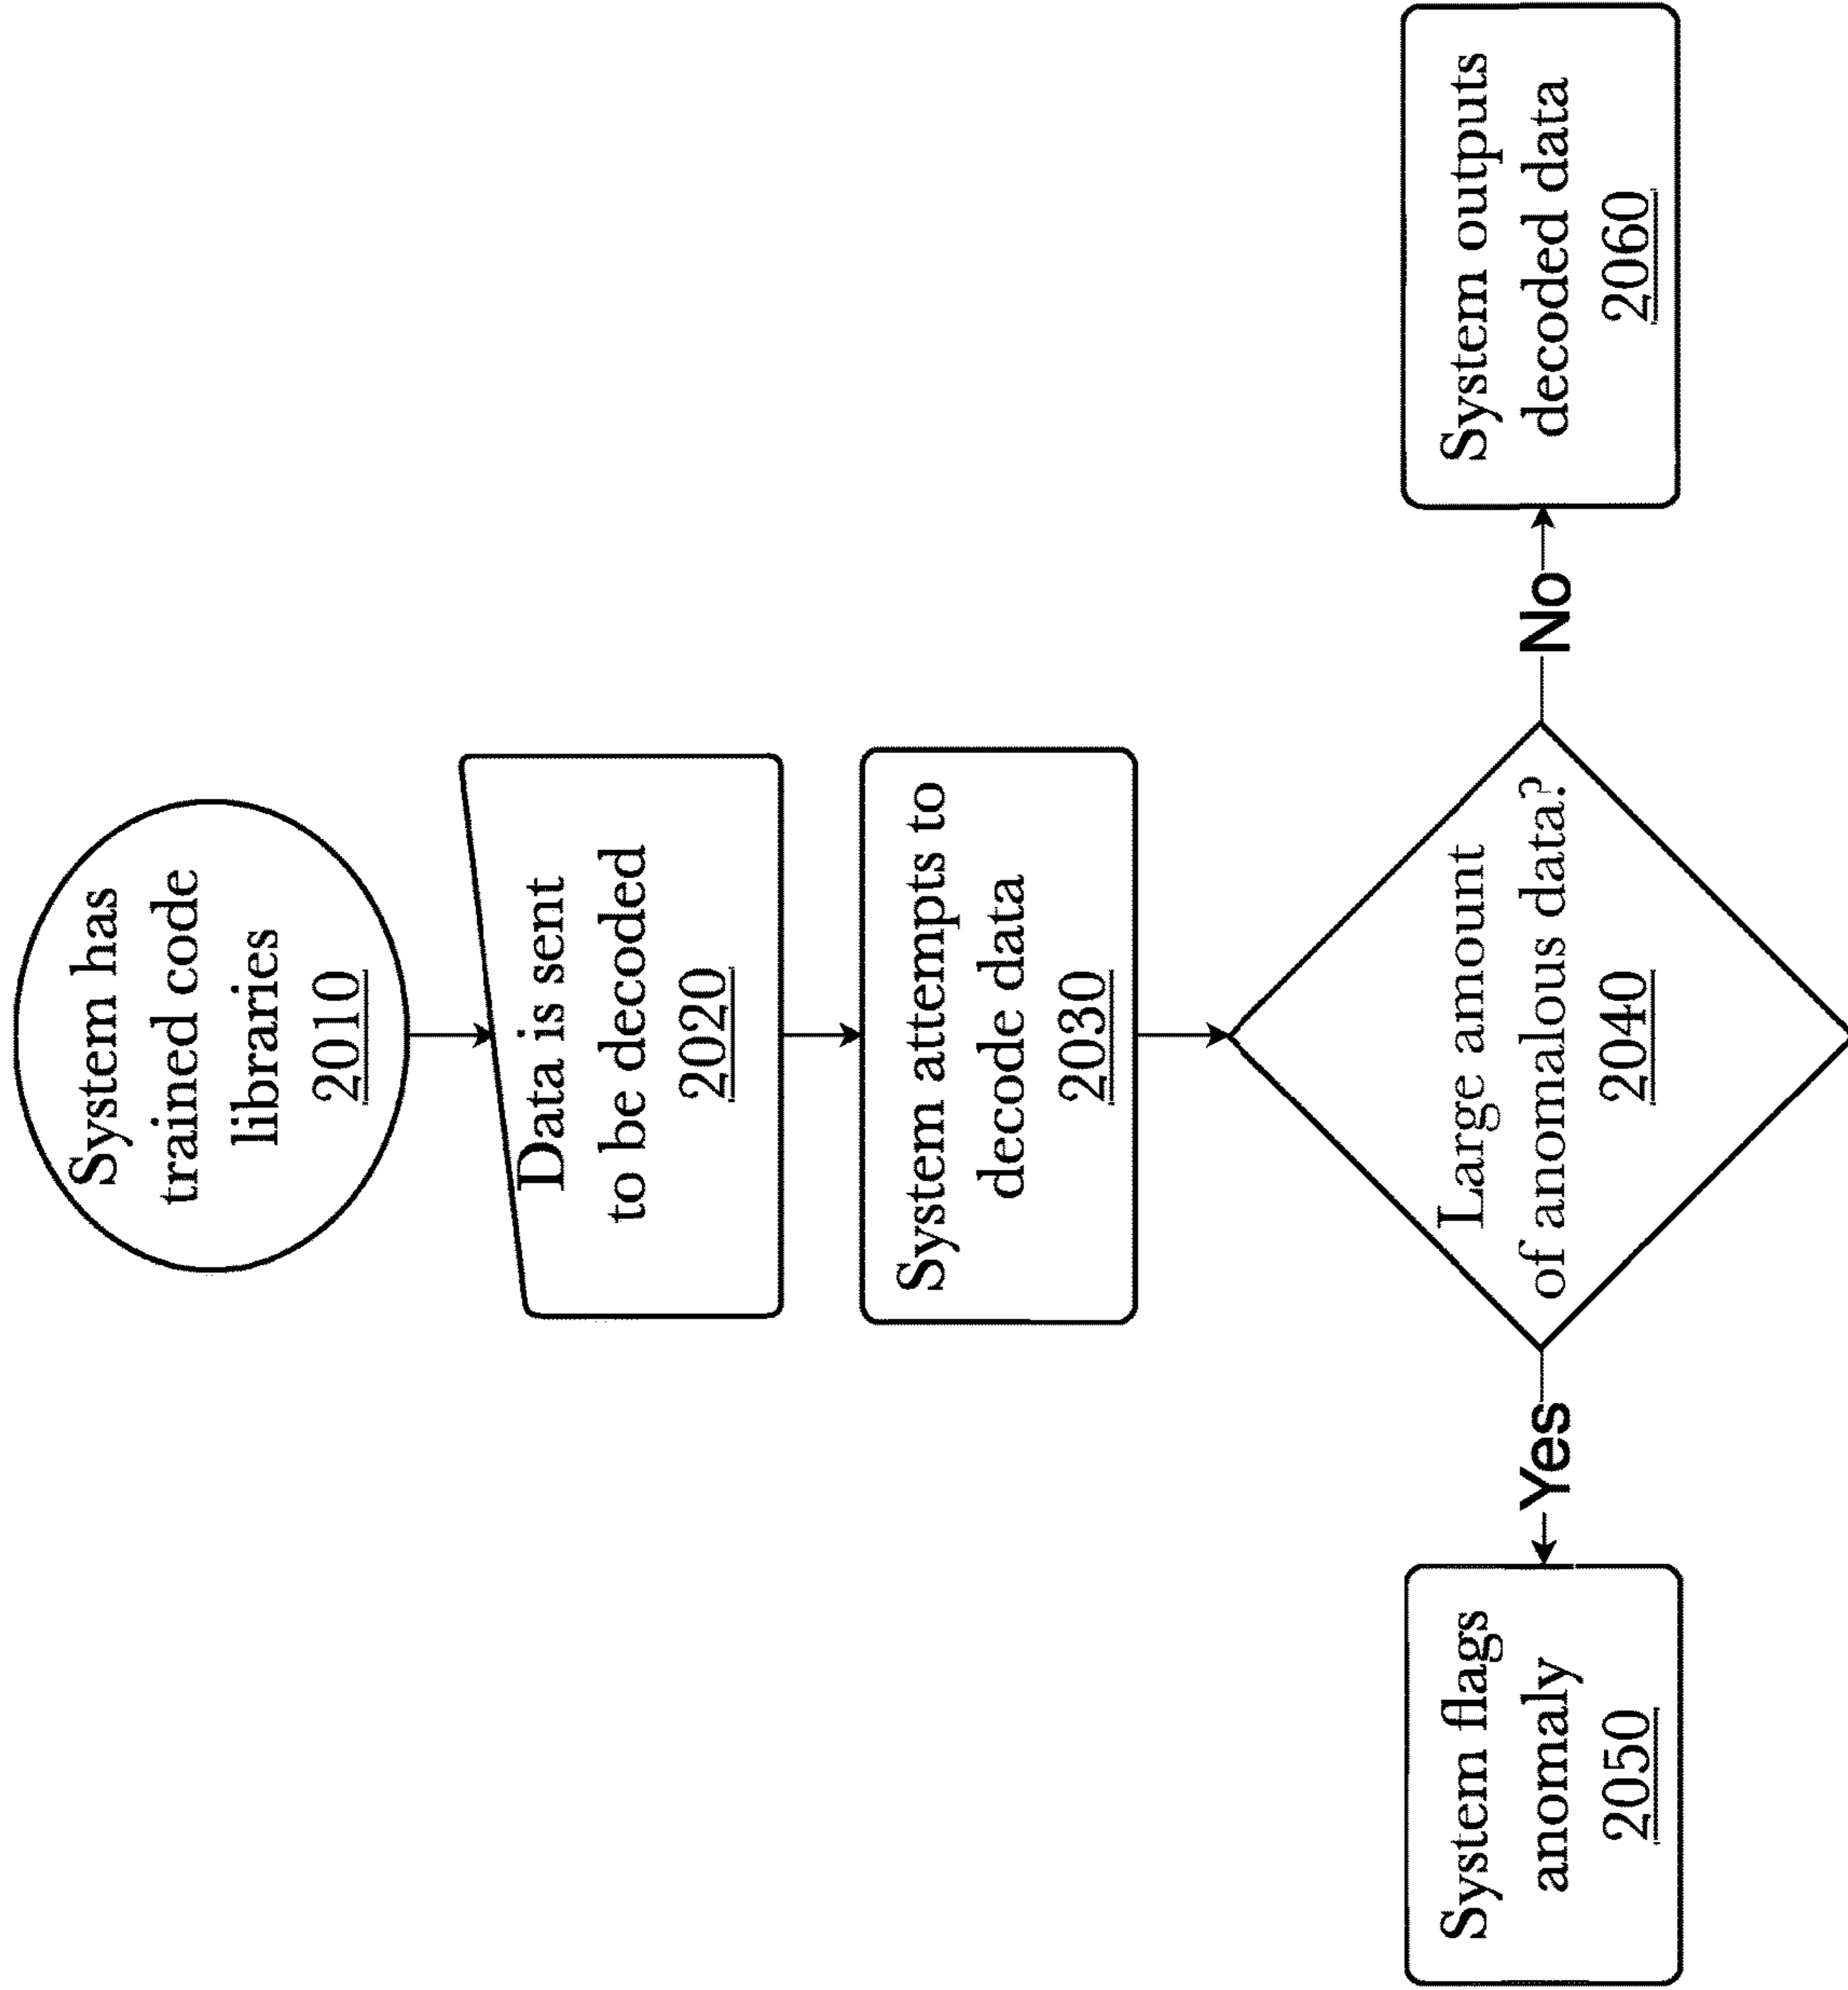 System has
trained code
libraries
2010
Data is sent
to be decoded
2020
System attempts to
decode data
2030
Large amount
of anomalous data?
2040
Yes
No
System flags
anomaly
2050
System outputs
decoded data
2060